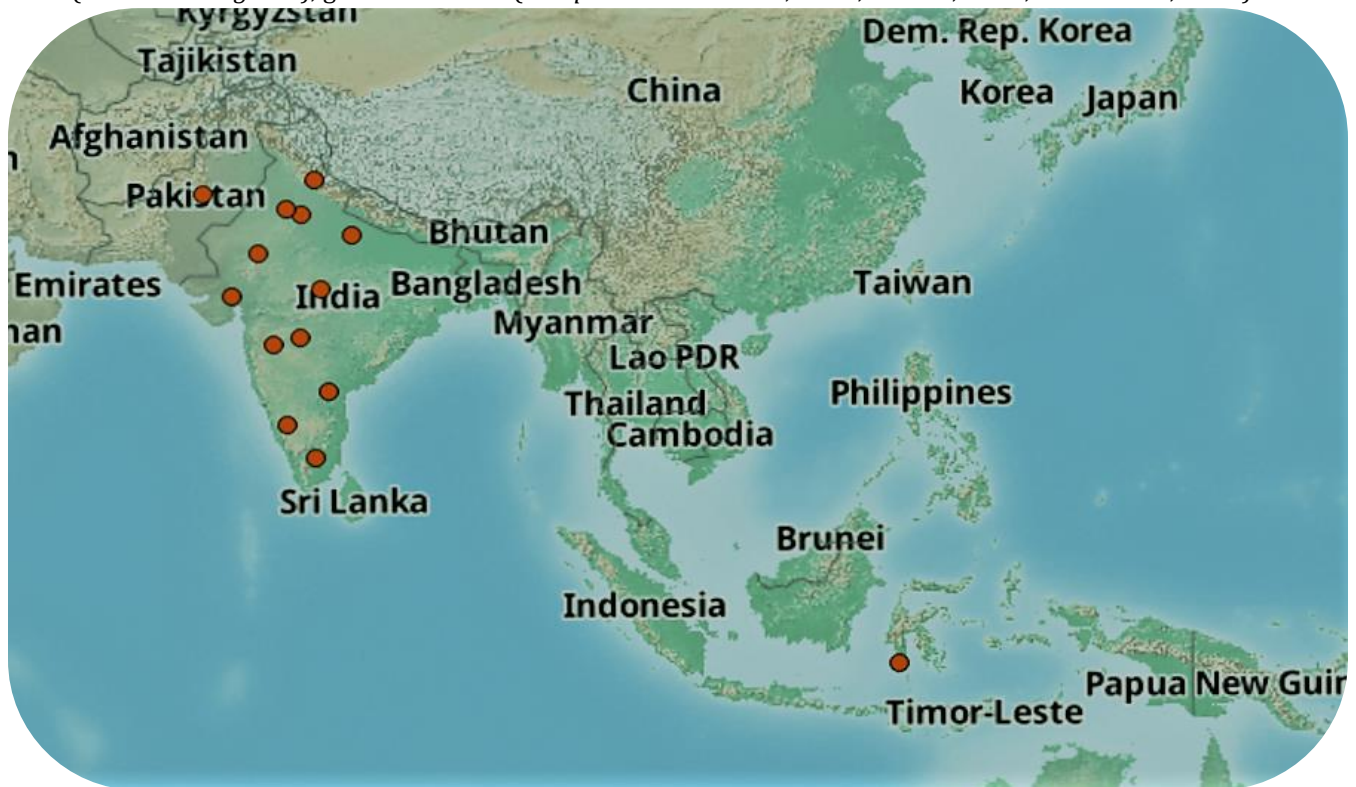 Kyrgyzstan
Dem. Rep. Korea
Tajikistan
China
Korea
Japan
Afghanistan
Pakistan
Bhutan
Emirates
India
Bangladesh
Taiwan
Myanmar
Lao PDR
Philippines
Thailand
Cambodia
Sri Lanka
Brunei
Indonesia
Papua New Guin
Timor-Leste